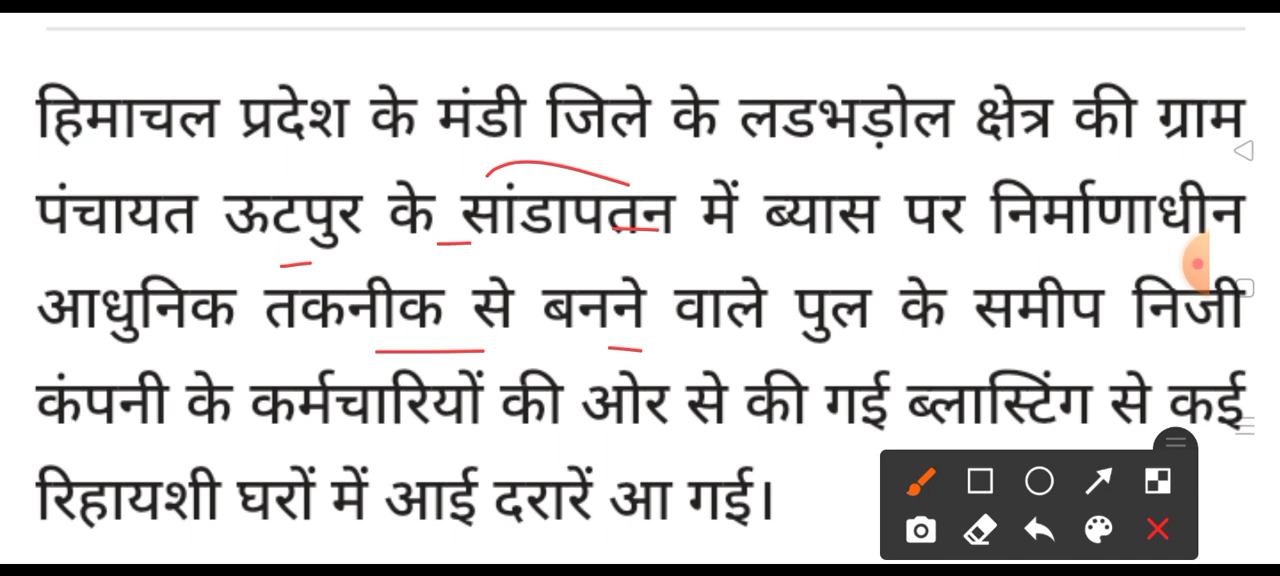 हिमाचल प्रदेश के मंडी जिले के लडभड़ोल क्षेत्र की ग्राम
पंचायत ऊटपुर के सांडापतन में ब्यास पर निर्माणाधीन
आधुनिक तकनीक से बनने वाले पुल के समीप निजी
कंपनी के कर्मचारियों की ओर से की गई ब्लास्टिंग से कई
रिहायशी घरों में आई दरारें आ गई।